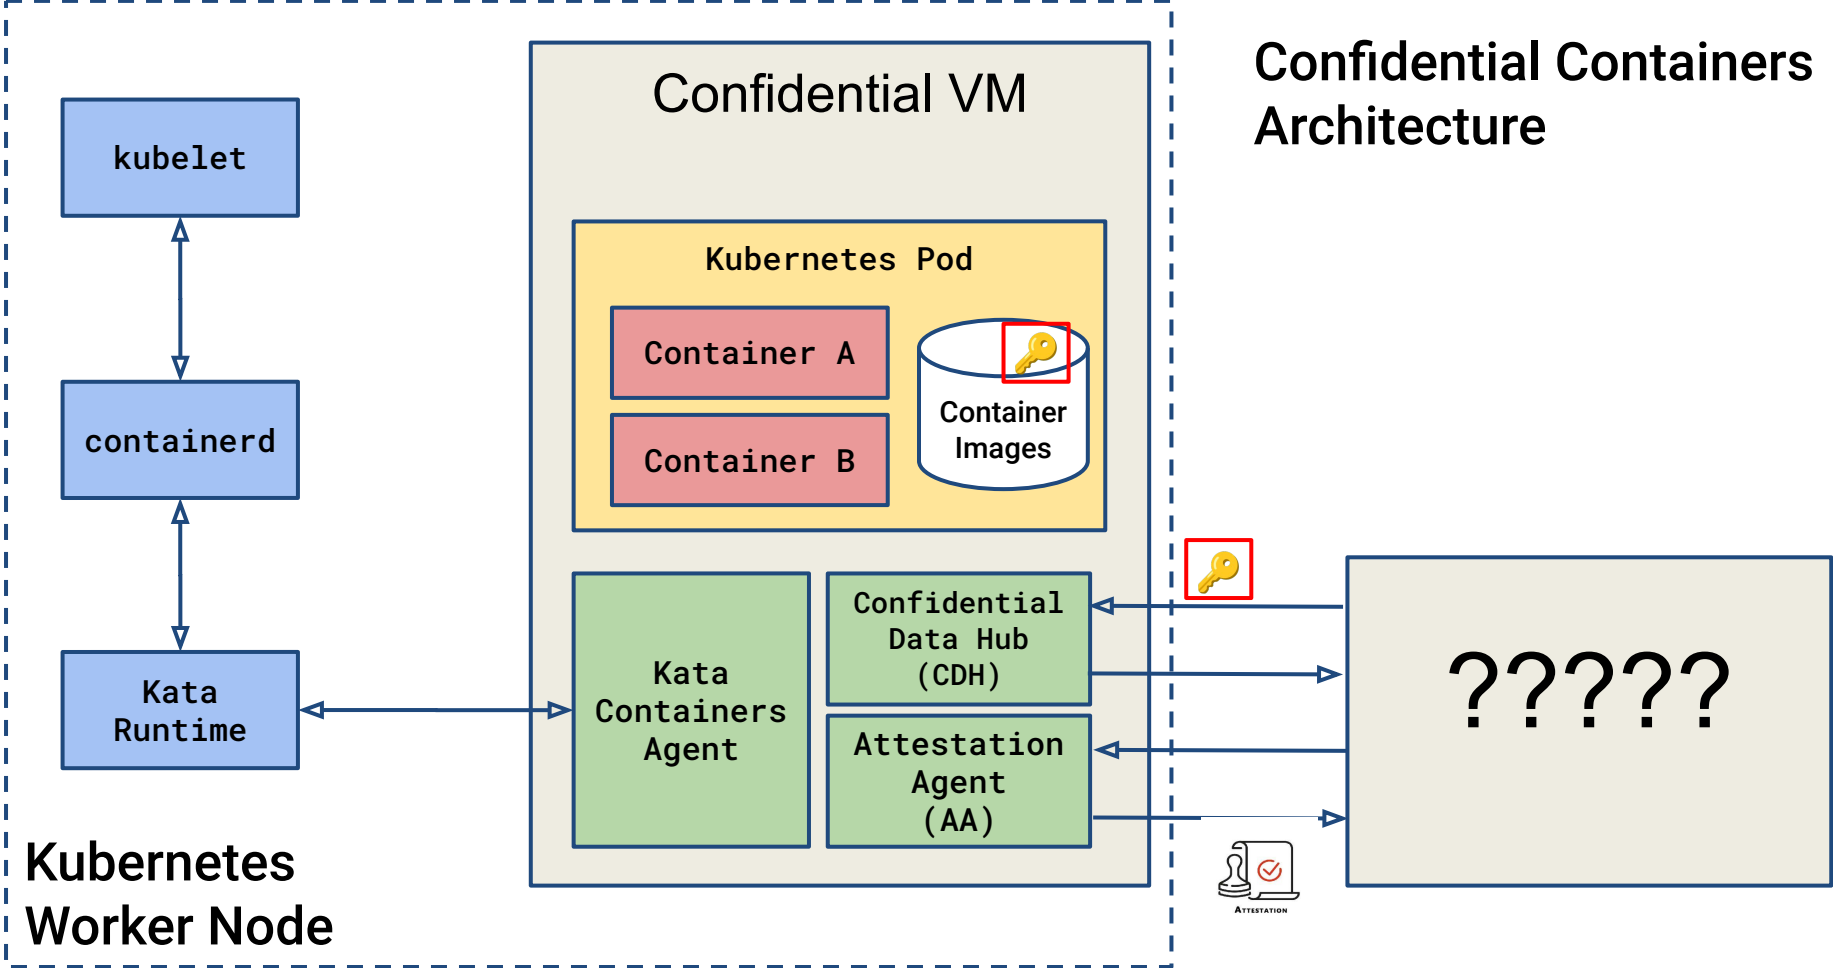 Confidential Containers
Architecture
Confidential VM
kubelet
Kubernetes Pod
Container A
Container
Images
Container B
containerd
Confidential
Data Hub
(CDH)
Kata
Containers
Agent
Kata
Runtime
?????
Attestation
Agent
(AA)
Kubernetes
Worker Node
ATTESTATION